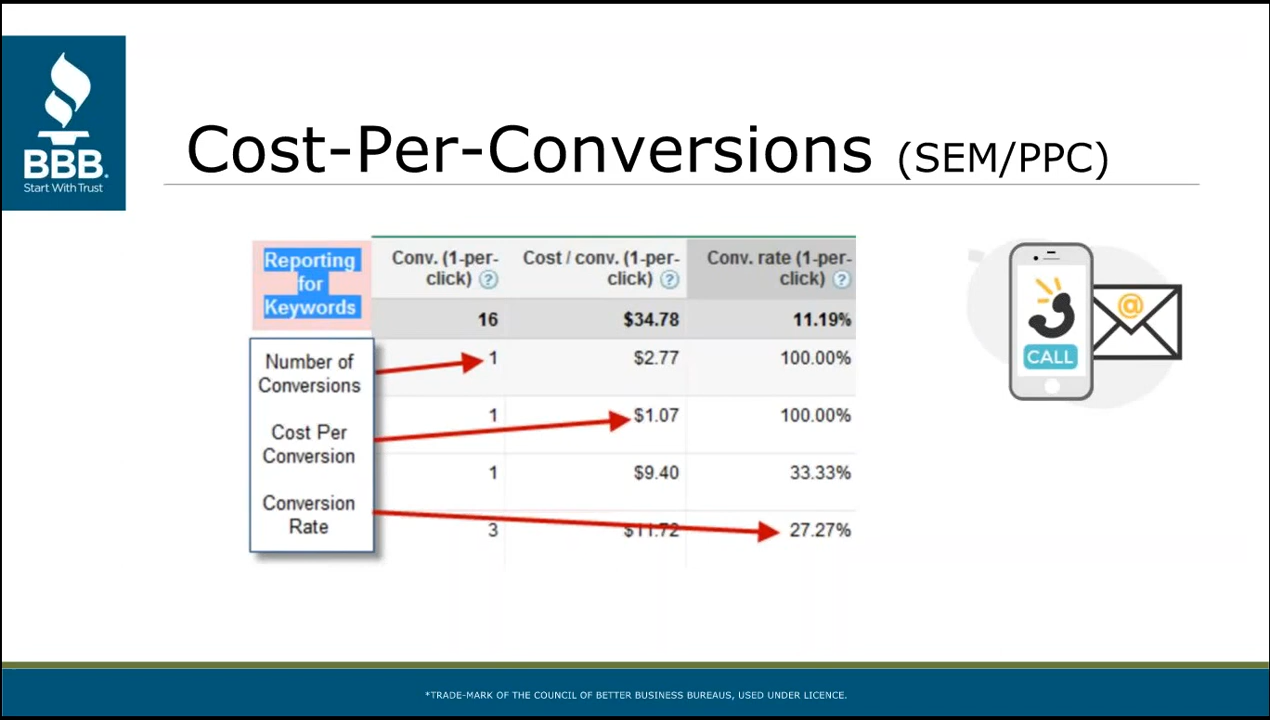 BBB.
Start With Trust
Cost-Per-Conversions (SEM/PPC)
Reporting
for
Keywords
Conv. (1-per-
click) ?
Cost / conv. (1-per-
click) ?
Conv. rate (1-per-
click) ?
16 $34.78 11.19%
Number of
Conversions
Cost Per
Conversion
Conversion
Rate
1 $2.77 100.00%
1 $1.07 100.00%
1 $9.40 33.33%
3 $11.72 27.27%
@
CALL
*TRADE-MARK OF THE COUNCIL OF BETTER BUSINESS BUREAUS, USED UNDER LICENCE.